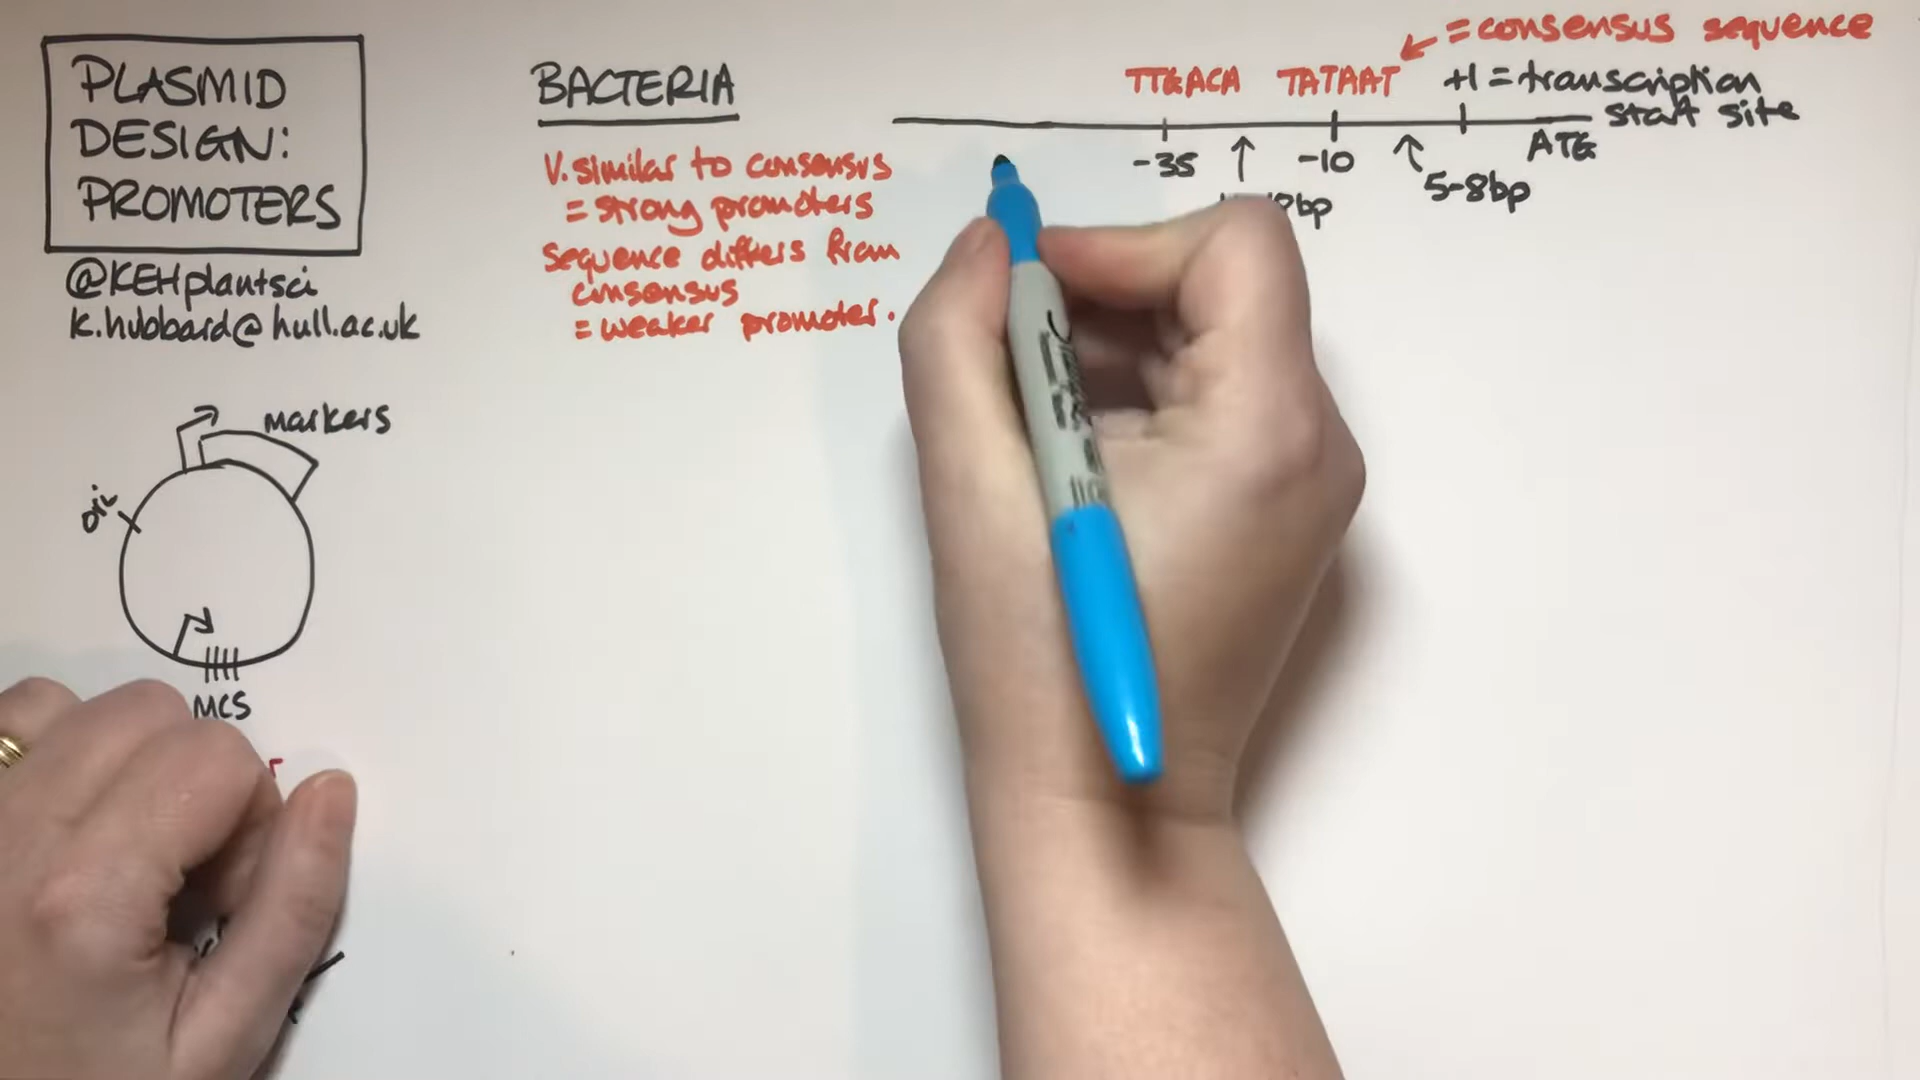 PLASMID
DESIGN:
PROMOTERS
@KEHplantsci
k.hubbard@hull.ac.uk
markers
ori
MCS
BACTERIA
V. similar to consensus
= strong promoters
sequence differs from
consensus
= weaker promoter.
= consensus sequence
TTGACA TATAAT +1 = transcription
start site
-35 -10 ATG
5-8bp